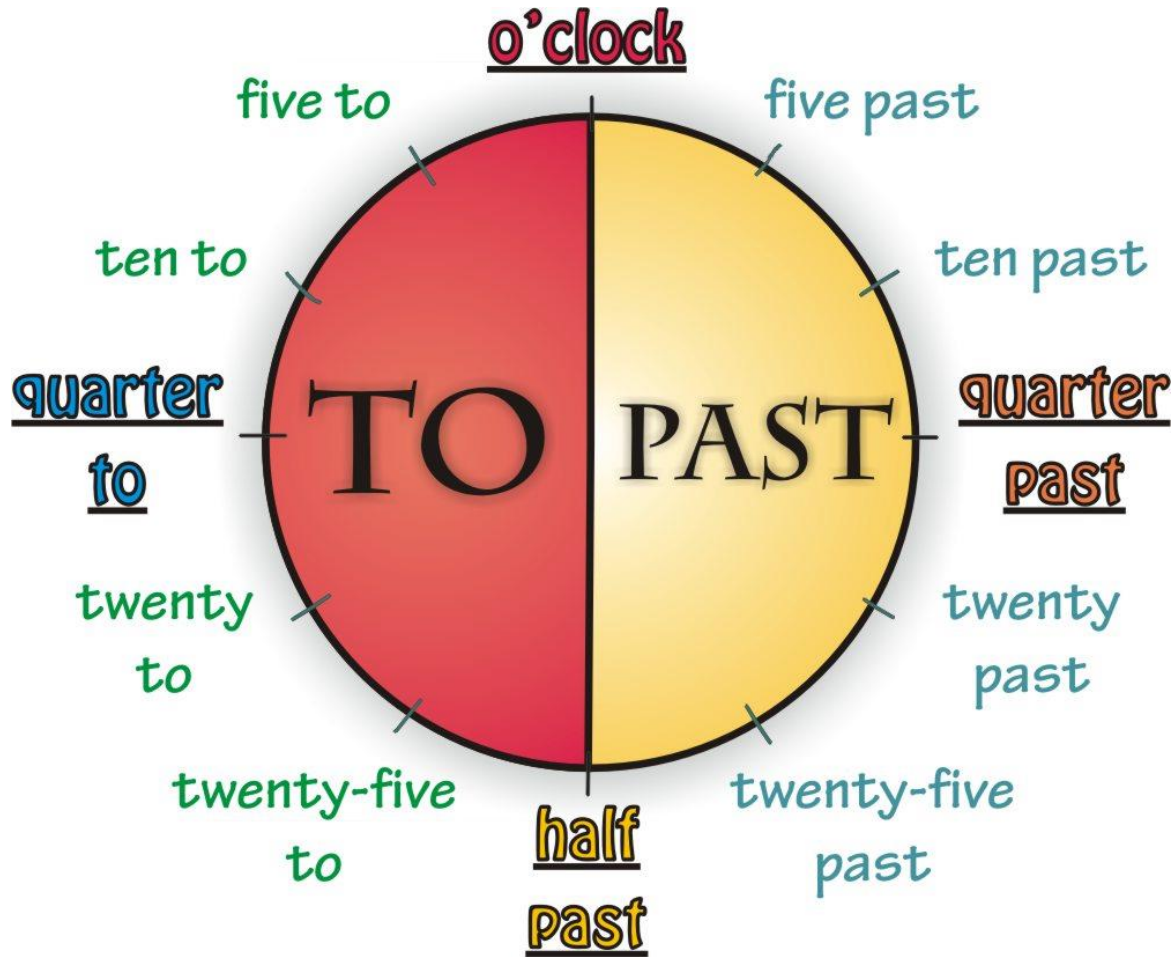 o'clock
five to
five past
ten to
ten past
quarter
to
TO
PAST
quarter
past
twenty
to
twenty
past
twenty-five
to
half
past
twenty-five
past